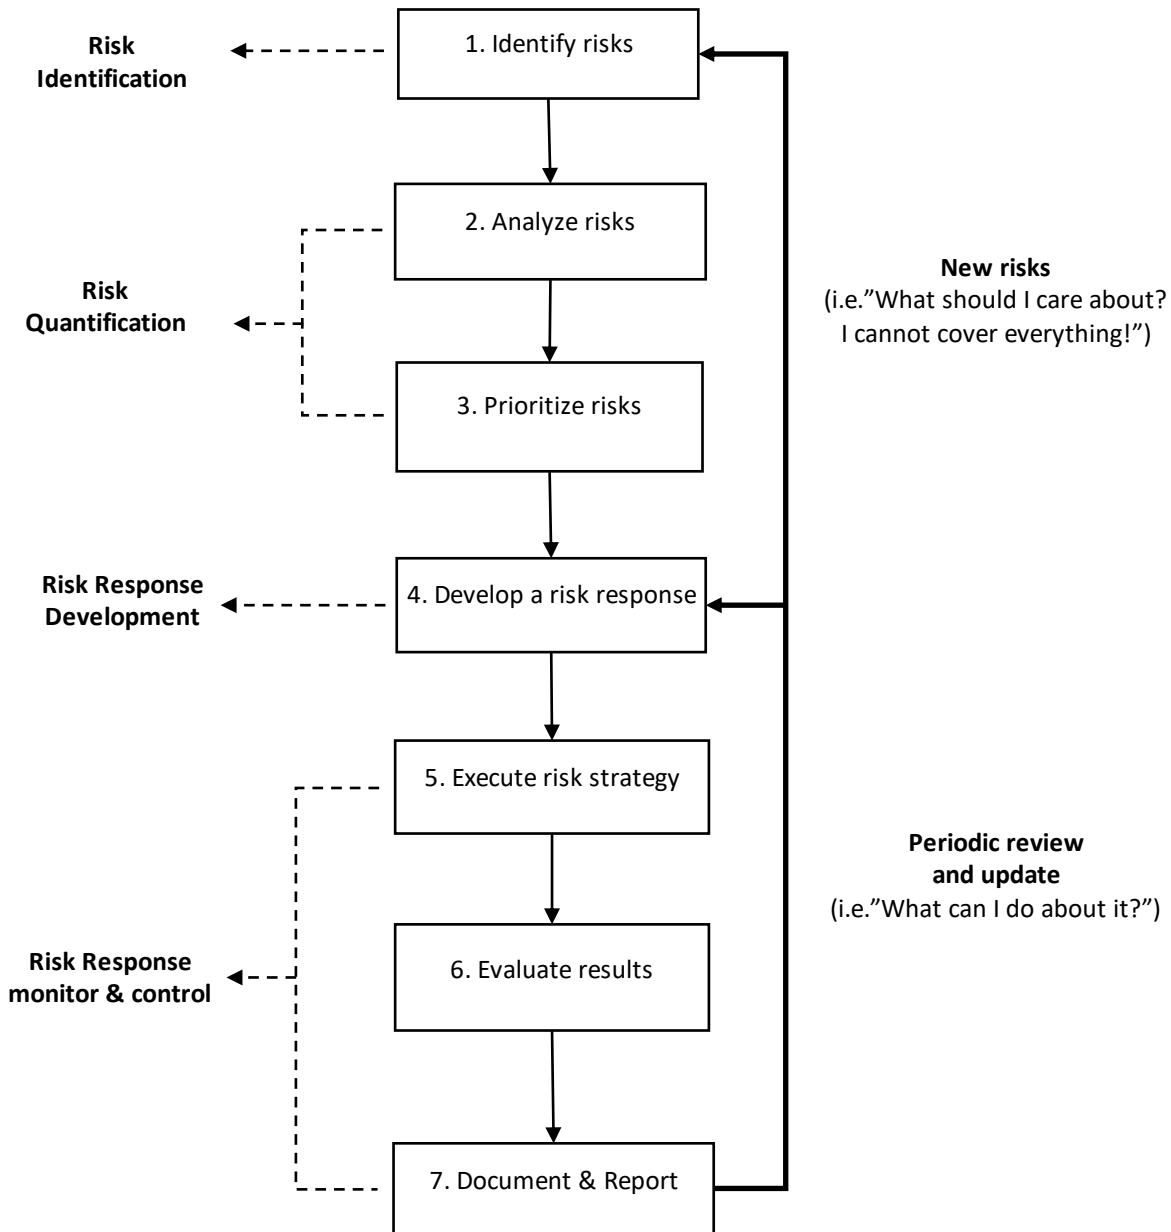 1. Identify risks
Risk
Identification
2. Analyze risks
New risks
(i.e.”What should I care about?
I cannot cover everything!”)
Risk
Quantification
3. Prioritize risks
Risk Response
Development
4. Develop a risk response
5. Execute risk strategy
Periodic review
and update
(i.e.”What can I do about it?”)
6. Evaluate results
Risk Response
monitor & control
7. Document & Report